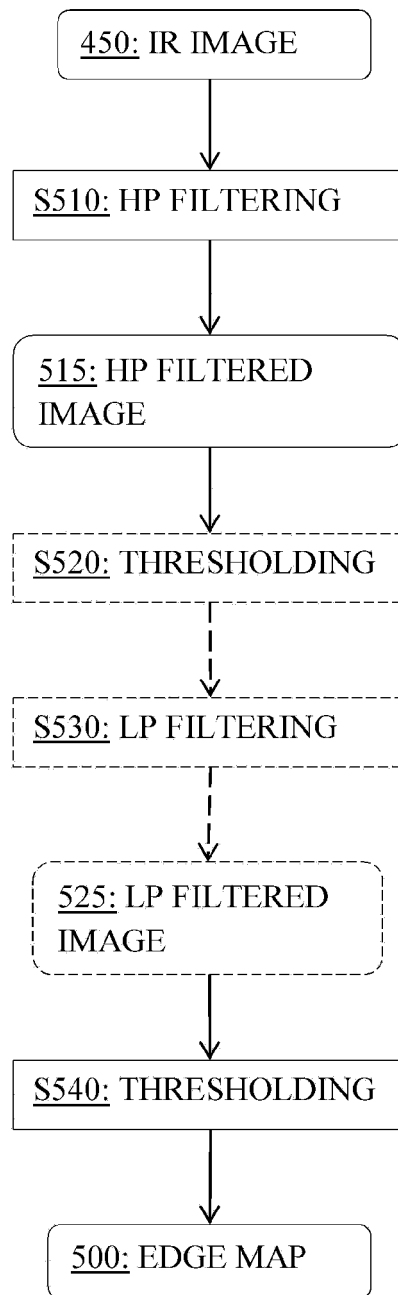 450: IR IMAGE
S510: HP FILTERING
515: HP FILTERED
IMAGE
S520: THRESHOLDING
S530: LP FILTERING
525: LP FILTERED
IMAGE
S540: THRESHOLDING
500: EDGE MAP